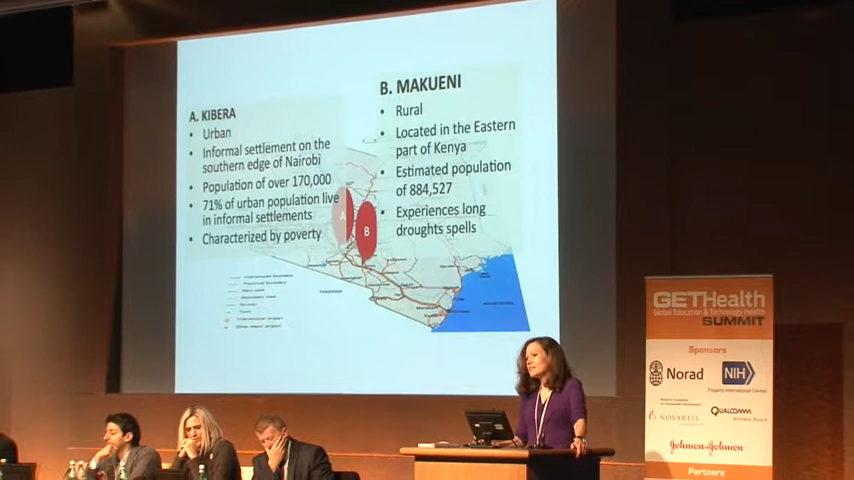 A. KIBERA
• Urban
• Informal settlement on the
southern edge of Nairobi
• Population of over 170,000
• 71% of urban population live
in informal settlements
• Characterized by poverty
B. MAKUENI
• Rural
• Located in the Eastern
part of Kenya
• Estimated population
of 884,527
• Experiences long
droughts spells
A
B
GETHealth
Global Education & Technology Health
SUMMIT
Sponsors
Norad
NIH
Fogarty International Center
NOVARTIS
QUALCOMM
Wireless Reach
Johnson & Johnson
Partners